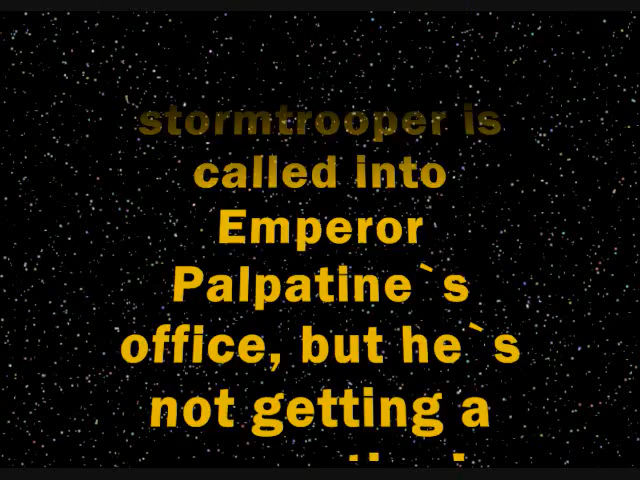 stormtrooper is
called into
Emperor
Palpatine`s
office, but he`s
not getting a